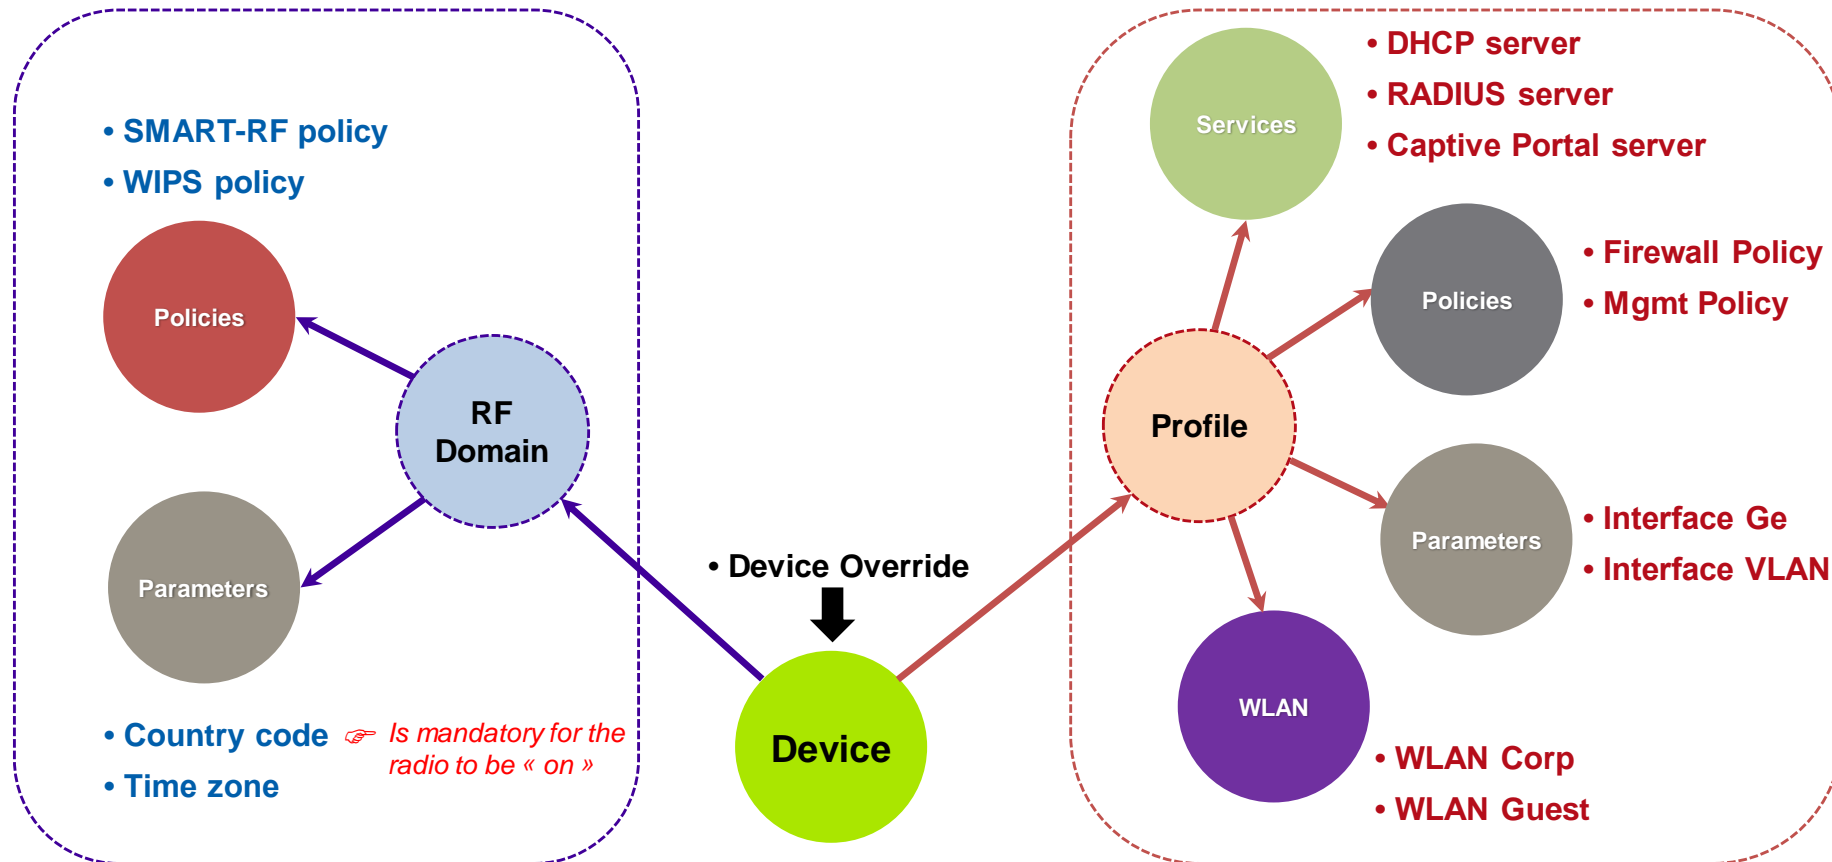 • SMART-RF policy
• WIPS policy
Policies
RF
Domain
Parameters
• Country code ☞ Is mandatory for the
radio to be « on »
• Time zone
• Device Override
Device
Services
• DHCP server
• RADIUS server
• Captive Portal server
Policies
• Firewall Policy
• Mgmt Policy
Profile
Parameters
• Interface Ge
• Interface VLAN
WLAN
• WLAN Corp
• WLAN Guest